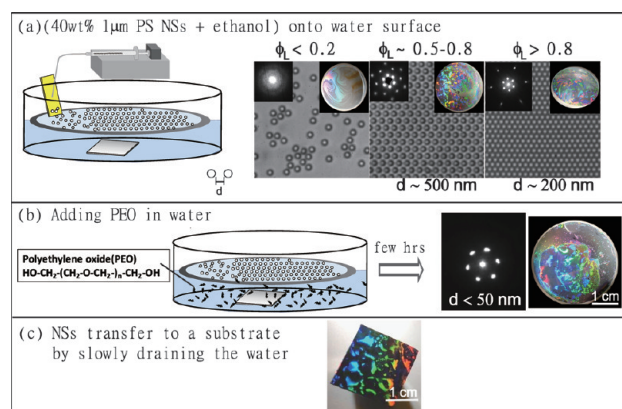 (a)(40wt% 1μm PS NSs + ethanol) onto water surface
ϕL < 0.2
ϕL ~ 0.5-0.8
ϕL > 0.8
d
d ~ 500 nm
d ~ 200 nm
(b) Adding PEO in water
Polyethylene oxide(PEO)
HO-CH2-(CH2-O-CH2-)n-CH2-OH
few hrs
d < 50 nm
1 cm
(c) NSs transfer to a substrate
by slowly draining the water
1 cm